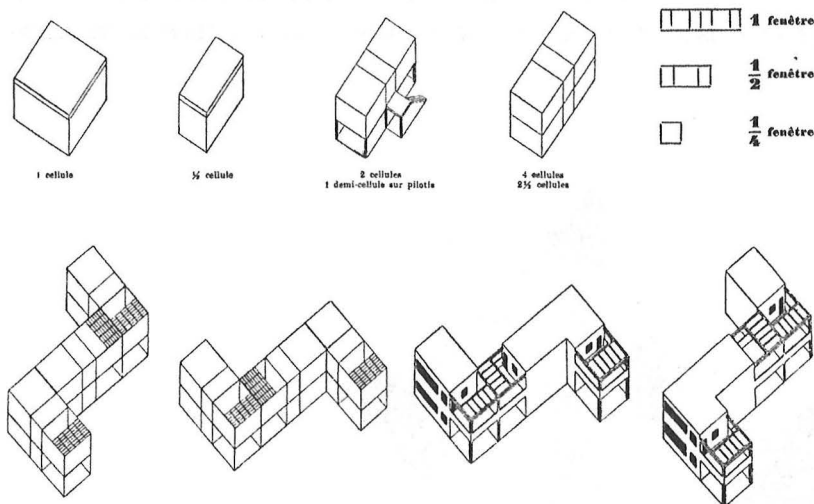 1 fenêtre
1/2 fenêtre
1/4 fenêtre
1 cellule
½ cellule
2 cellules
1 demi-cellule sur pilotis
4 cellules
2½ cellules